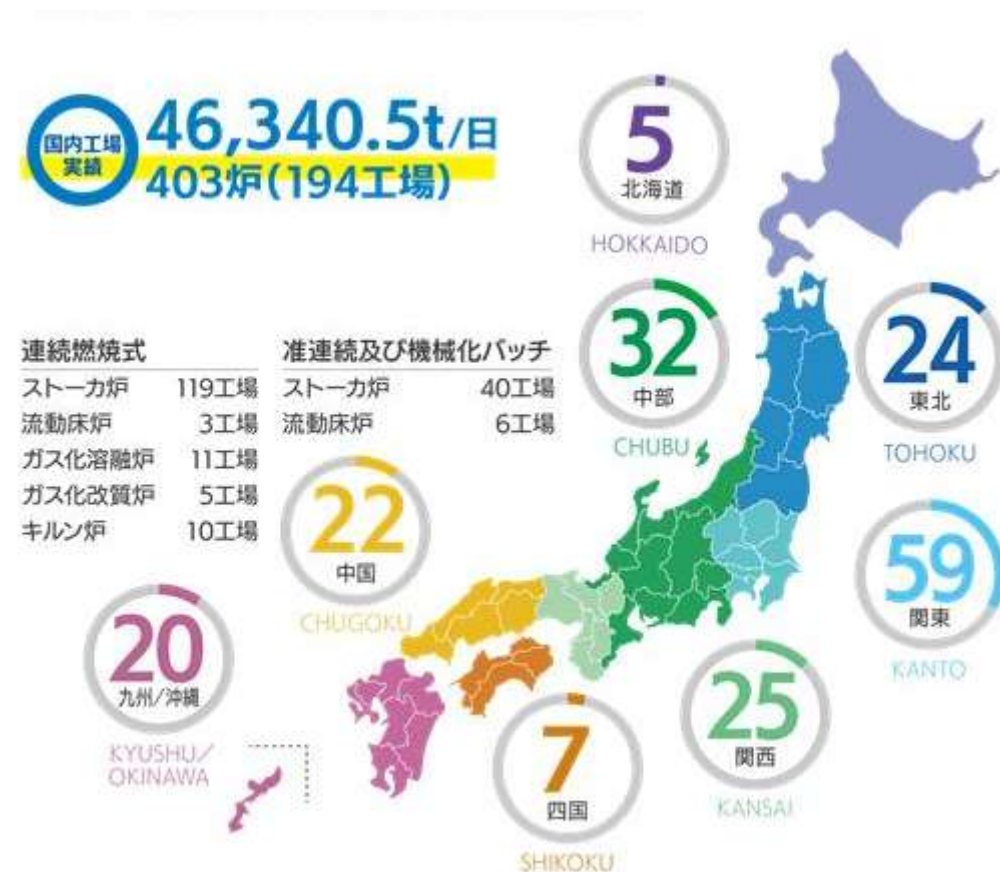 国内工場
実績
46,340.5t/日
403炉(194工場)
5
北海道
HOKKAIDO
32
中部
CHUBU
24
東北
TOHOKU
連続燃焼式
ストーカ炉 119工場
流動床炉 3工場
ガス化溶融炉 11工場
ガス化改質炉 5工場
キルン炉 10工場
准連続及び機械化バッチ
ストーカ炉 40工場
流動床炉 6工場
22
中国
CHUGOKU
59
関東
KANTO
20
九州/沖縄
KYUSHU/
OKINAWA
25
関西
KANSAI
7
四国
SHIKOKU